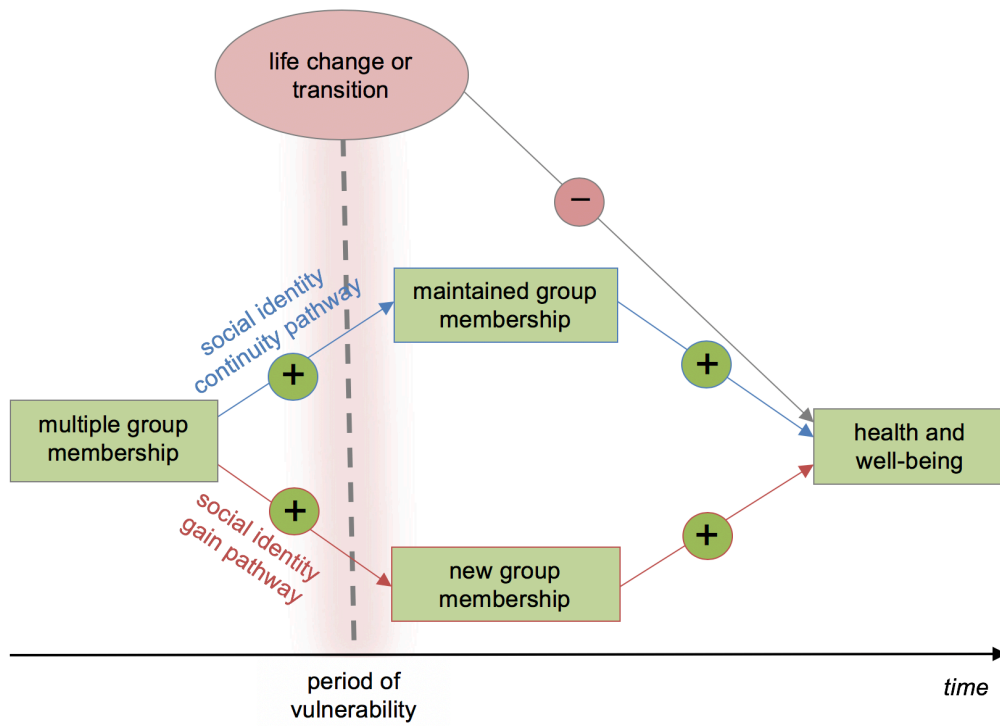 life change or
transition
−
social identity
continuity pathway
maintained group
membership
+
+
multiple group
membership
health and
well-being
+
+
social identity
gain pathway
new group
membership
period of
vulnerability
time